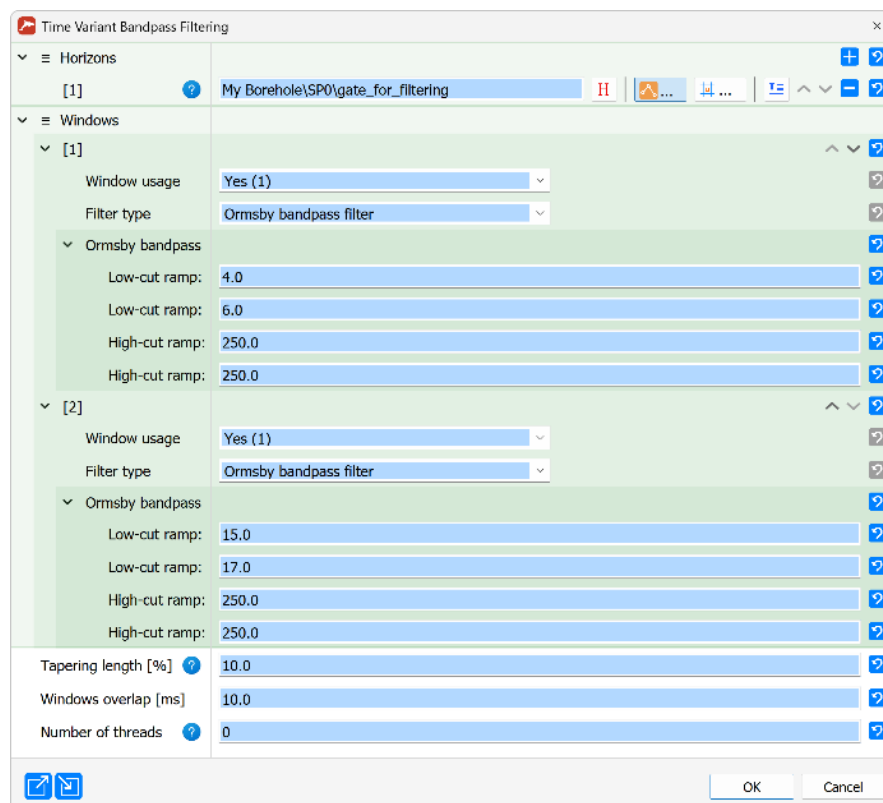 Time Variant Bandpass Filtering
Horizons
[1] My Borehole\SP0\gate_for_filtering H ... ...
Windows
[1]
Window usage Yes (1)
Filter type Ormsby bandpass filter
Ormsby bandpass
Low-cut ramp: 4.0
Low-cut ramp: 6.0
High-cut ramp: 250.0
High-cut ramp: 250.0
[2]
Window usage Yes (1)
Filter type Ormsby bandpass filter
Ormsby bandpass
Low-cut ramp: 15.0
Low-cut ramp: 17.0
High-cut ramp: 250.0
High-cut ramp: 250.0
Tapering length [%] ? 10.0
Windows overlap [ms] 10.0
Number of threads ? 0
OK Cancel